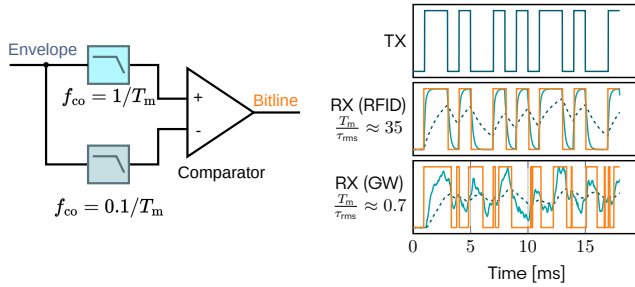 Envelope
f_co = 1/T_m
+
-
Bitline
Comparator
f_co = 0.1/T_m
TX
RX (RFID)
T_m/τ_rms ≈ 35
RX (GW)
T_m/τ_rms ≈ 0.7
0 5 10 15
Time [ms]